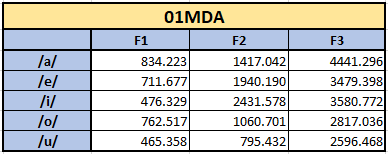 01MDA
F1 F2 F3
/a/ 834.223 1417.042 4441.296
/e/ 711.677 1940.190 3479.398
/i/ 476.329 2431.578 3580.772
/o/ 762.517 1060.701 2817.036
/u/ 465.358 795.432 2596.468